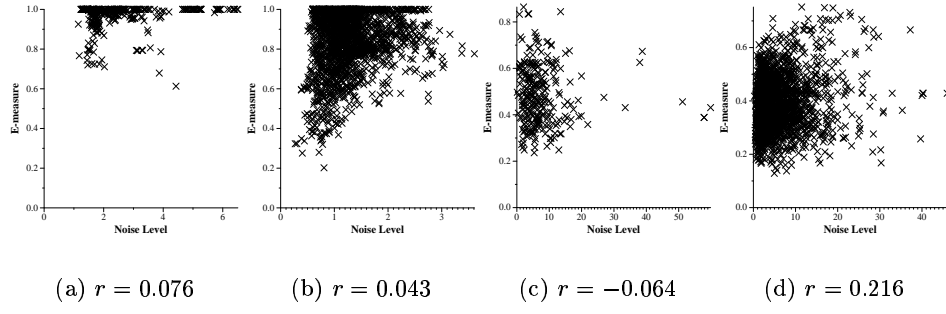 1.0
0.8
0.6
0.4
0.2
0.0
E-measure
0 2 4 6
Noise Level
(a) r = 0.076
1.0
0.8
0.6
0.4
0.2
0.0
E-measure
0 1 2 3
Noise Level
(b) r = 0.043
0.8
0.6
0.4
0.2
0.0
E-measure
0 10 20 30 40 50
Noise Level
(c) r = −0.064
0.6
0.4
0.2
0.0
E-measure
0 10 20 30 40
Noise Level
(d) r = 0.216